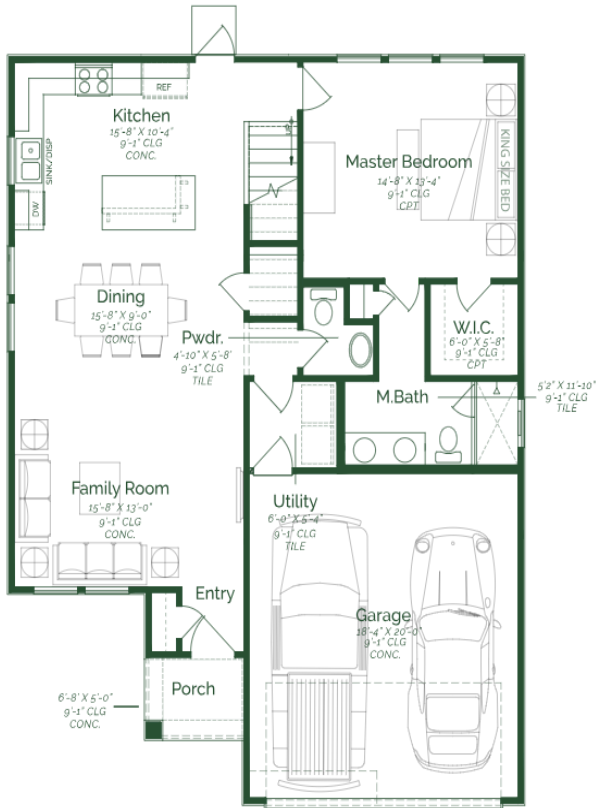 REF
Kitchen
15'-8" X 10'-4"
9'-1" CLG
CONC.
UP
SINK/DISP
DW
Master Bedroom
14'-8" X 13'-4"
9'-1" CLG
CPT
KING SIZE BED
Dining
15'-8" X 9'-0"
9'-1" CLG
CONC.
Pwdr.
4'-10" X 5'-8"
9'-1" CLG
TILE
W.I.C.
6'-0" X 5'-8"
9'-1" CLG
CPT
M.Bath
5'2" X 11'-10"
9'-1" CLG
TILE
Family Room
15'-8" X 13'-0"
9'-1" CLG
CONC.
Utility
6'-0" X 5'-4"
9'-1" CLG
TILE
Entry
Garage
18'-4" X 20'-0"
9'-1" CLG
CONC.
Porch
6'-8' X 5'-0"
9'-1" CLG
CONC.